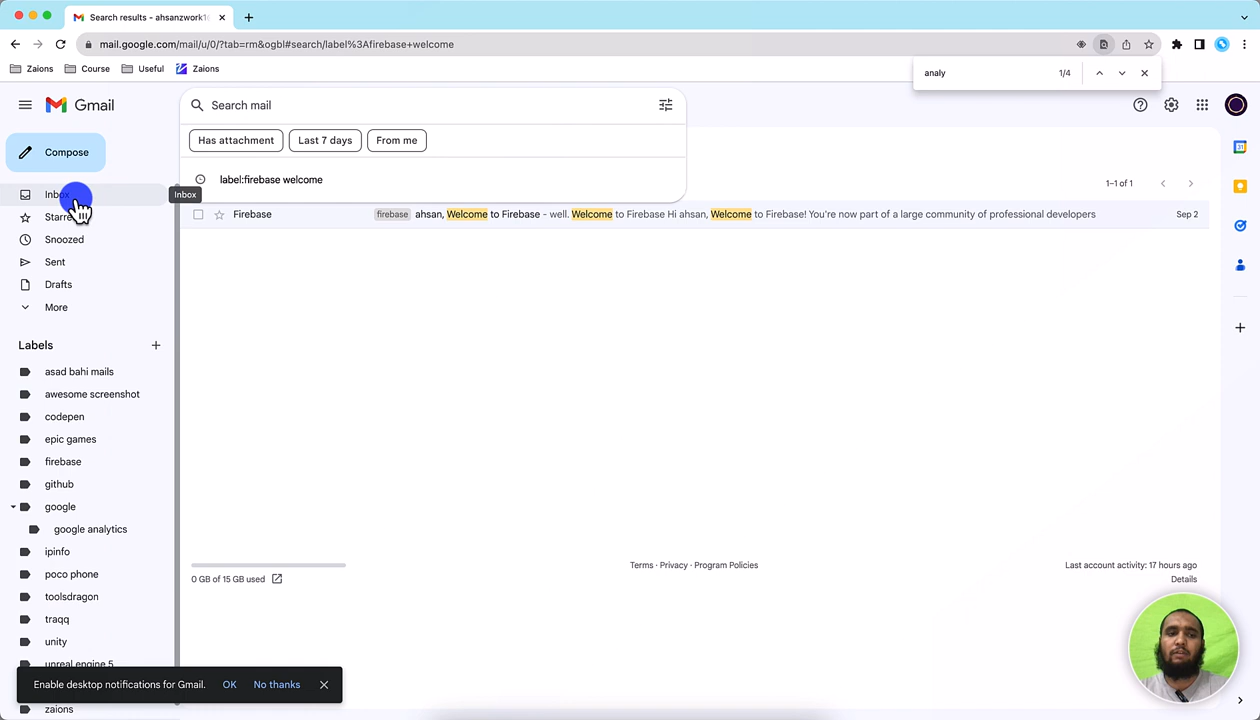 Search results - ahsanzwork1
mail.google.com/mail/u/0/?tab=rm&ogbl#search/label%3Afirebase+welcome
Zaions
Course
Useful
Zaions
analy
1/4
Gmail
Search mail
Compose
Has attachment
Last 7 days
From me
label:firebase welcome
1–1 of 1
Inbox
Inbox
Firebase
firebase
ahsan, Welcome to Firebase - well. Welcome to Firebase Hi ahsan, Welcome to Firebase! You're now part of a large community of professional developers
Sep 2
Starred
Snoozed
Sent
Drafts
More
Labels
asad bahi mails
awesome screenshot
codepen
epic games
firebase
github
google
google analytics
ipinfo
poco phone
toolsdragon
traqq
unity
unreal engine 5
zaions
0 GB of 15 GB used
Terms · Privacy · Program Policies
Last account activity: 17 hours ago
Details
Enable desktop notifications for Gmail.
OK
No thanks
31